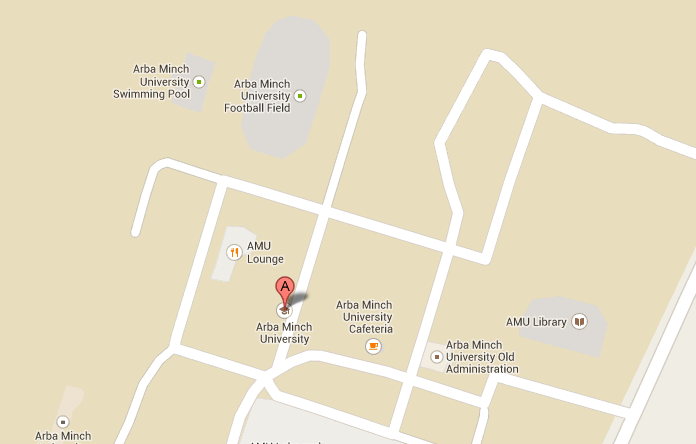 Arba Minch
University
Swimming Pool
Arba Minch
University
Football Field
AMU
Lounge
A
Arba Minch
University
Arba Minch
University
Cafeteria
AMU Library
Arba Minch
University Old
Administration
Arba Minch